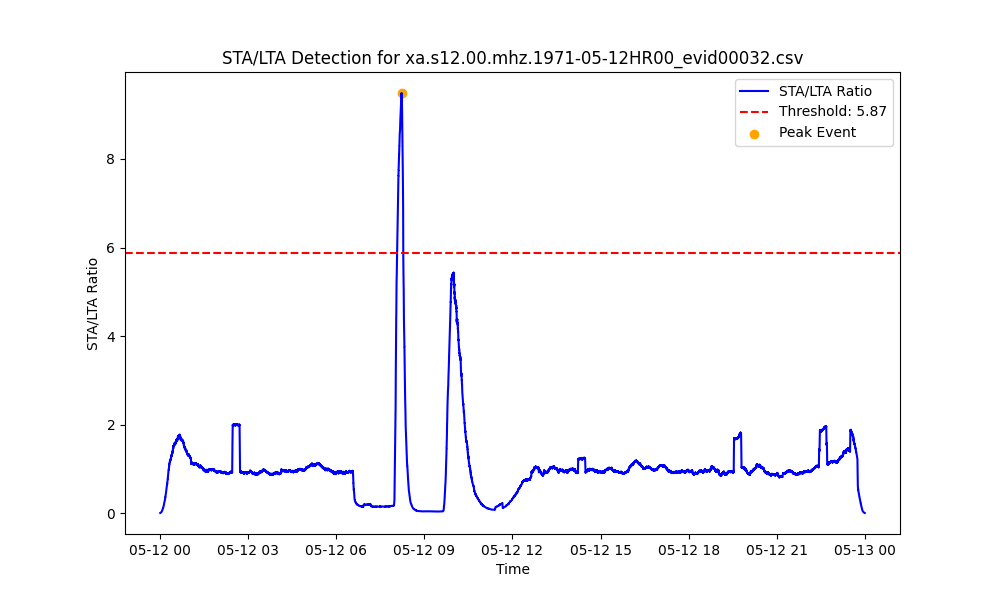 STA/LTA Detection for xa.s12.00.mhz.1971-05-12HR00_evid00032.csv
STA/LTA Ratio
Threshold: 5.87
Peak Event
8
6
4
2
0
STA/LTA Ratio
05-12 00 05-12 03 05-12 06 05-12 09 05-12 12 05-12 15 05-12 18 05-12 21 05-13 00
Time